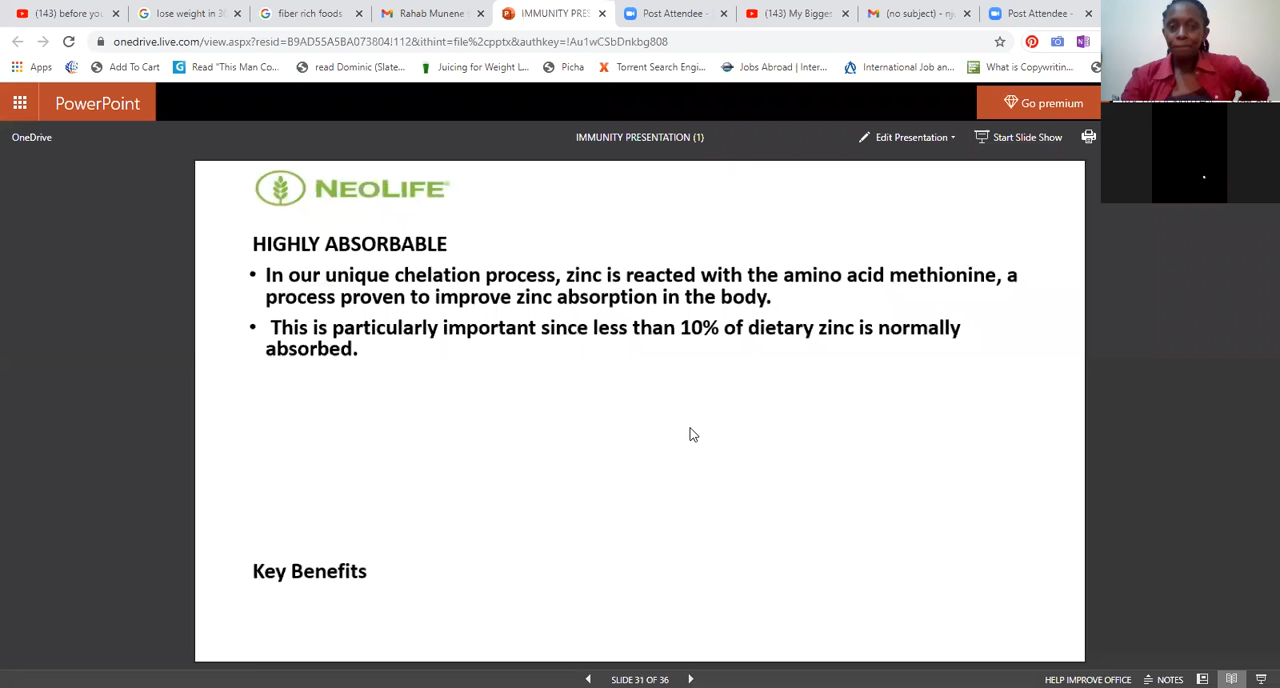 (143) before you
lose weight in 30
fiber rich foods
Rahab Munene
IMMUNITY PRES
Post Attendee -
(143) My Bigges
(no subject) - nj
Post Attendee -
onedrive.live.com/view.aspx?resid=B9AD55A5BA073804!112&ithint=file%2cpptx&authkey=!Au1wCSbDnkbg808
Apps
Add To Cart
Read "This Man Co...
read Dominic (Slate...
Juicing for Weight L...
Picha
Torrent Search Engi...
Jobs Abroad | Inter...
International Job an...
What is Copywritin...
PowerPoint
Go premium
OneDrive
IMMUNITY PRESENTATION (1)
Edit Presentation
Start Slide Show
NEOLIFE
HIGHLY ABSORBABLE
• In our unique chelation process, zinc is reacted with the amino acid methionine, a
process proven to improve zinc absorption in the body.
• This is particularly important since less than 10% of dietary zinc is normally
absorbed.
Key Benefits
SLIDE 31 OF 36
HELP IMPROVE OFFICE
NOTES